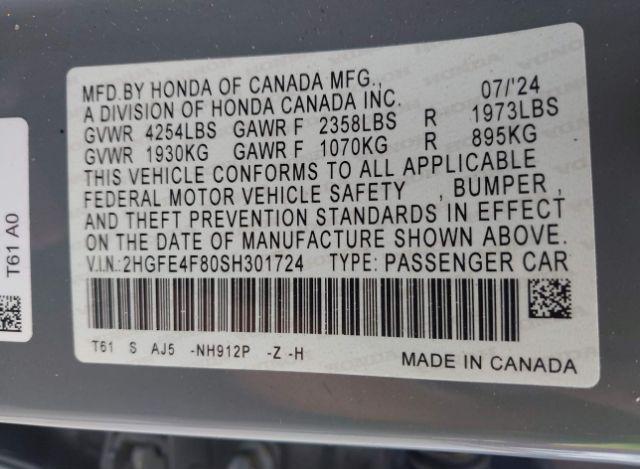 MFD. BY HONDA OF CANADA MFG., 07/'24
A DIVISION OF HONDA CANADA INC.
GVWR 4254LBS GAWR F 2358LBS R 1973LBS
GVWR 1930KG GAWR F 1070KG R 895KG
THIS VEHICLE CONFORMS TO ALL APPLICABLE
FEDERAL MOTOR VEHICLE SAFETY , BUMPER ,
AND THEFT PREVENTION STANDARDS IN EFFECT
ON THE DATE OF MANUFACTURE SHOWN ABOVE.
V.I.N.:2HGFE4F80SH301724 TYPE: PASSENGER CAR
T61 S AJ5 -NH912P -Z -H
MADE IN CANADA
T61 A0